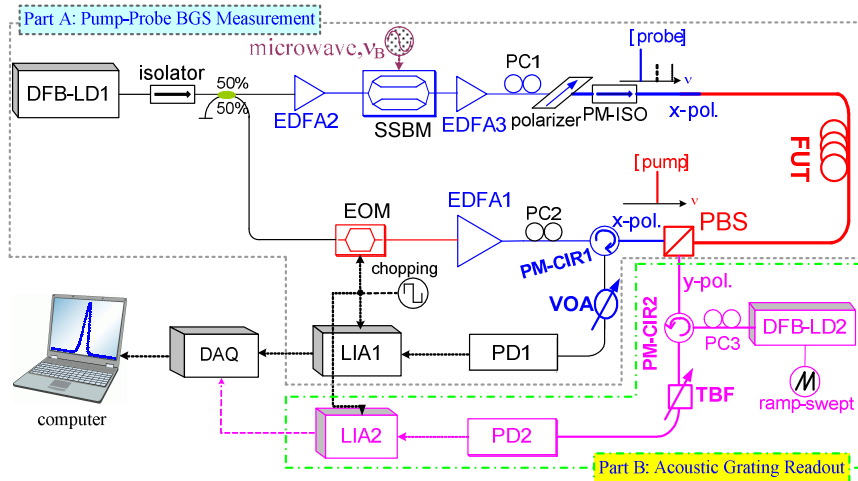 Part A: Pump-Probe BGS Measurement
microwave,νB
[probe]
PC1
isolator
50%
50%
DFB-LD1
ν
EDFA2
SSBM
EDFA3
polarizer
PM-ISO
x-pol.
FUT
[pump]
ν
EDFA1
EOM
PC2
x-pol.
PBS
PM-CIR1
chopping
y-pol.
VOA
PM-CIR2
DFB-LD2
PC3
DAQ
LIA1
PD1
TBF
ramp-swept
computer
LIA2
PD2
Part B: Acoustic Grating Readout